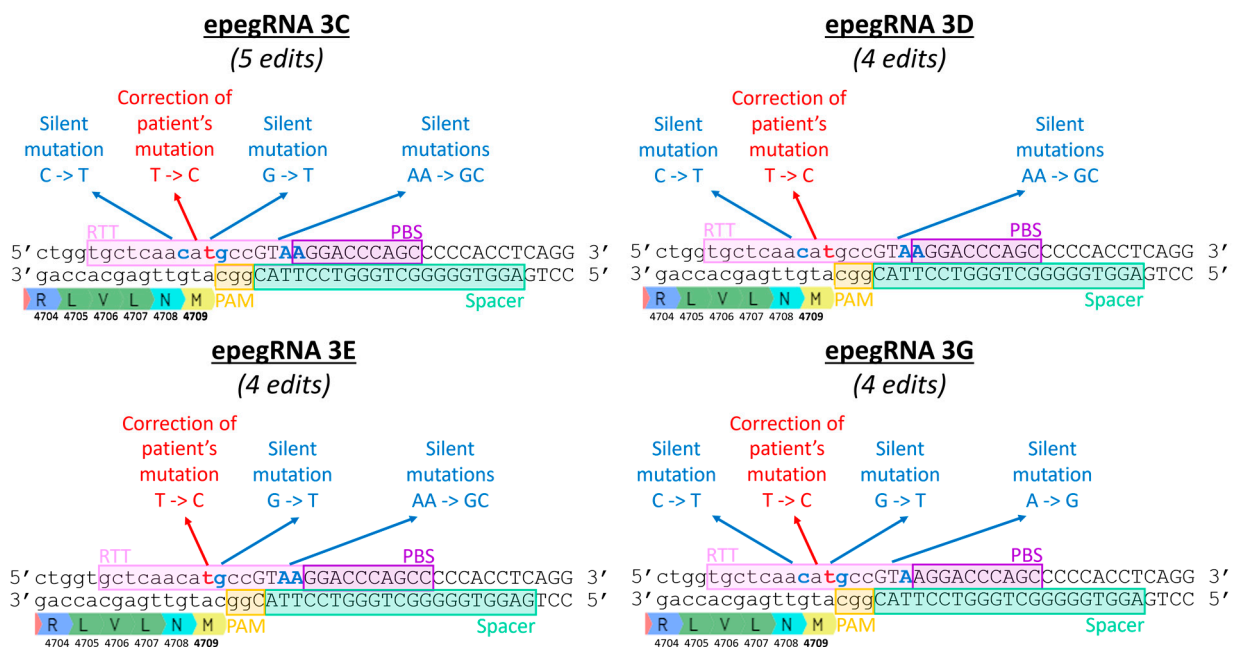 epegRNA 3C
(5 edits)
Silent mutation C -> T
Correction of patient's mutation T -> C
Silent mutation G -> T
Silent mutations AA -> GC
RTT
PBS
5′ ctggtgctcaacatgccGTAAGGACCCAGCCCCCACCTCAGG 3′
3′ gaccacgagttgtacggCATTCCTGGGTCGGGGGTGGAGTCC 5′
R L V L N M PAM Spacer
4704 4705 4706 4707 4708 4709
epegRNA 3D
(4 edits)
Silent mutation C -> T
Correction of patient's mutation T -> C
Silent mutations AA -> GC
RTT
PBS
5′ ctggtgctcaacatgccGTAAGGACCCAGCCCCCACCTCAGG 3′
3′ gaccacgagttgtacggCATTCCTGGGTCGGGGGTGGAGTCC 5′
R L V L N M PAM Spacer
4704 4705 4706 4707 4708 4709
epegRNA 3E
(4 edits)
Correction of patient's mutation T -> C
Silent mutation G -> T
Silent mutations AA -> GC
RTT
PBS
5′ ctggtgctcaacatgccGTAAGGACCCAGCCCCCACCTCAGG 3′
3′ gaccacgagttgtacggCATTCCTGGGTCGGGGGTGGAGTCC 5′
R L V L N M PAM Spacer
4704 4705 4706 4707 4708 4709
epegRNA 3G
(4 edits)
Silent mutation C -> T
Correction of patient's mutation T -> C
Silent mutation G -> T
Silent mutation A -> G
RTT
PBS
5′ ctggtgctcaacatgccGTAAGGACCCAGCCCCCACCTCAGG 3′
3′ gaccacgagttgtacggCATTCCTGGGTCGGGGGTGGAGTCC 5′
R L V L N M PAM Spacer
4704 4705 4706 4707 4708 4709